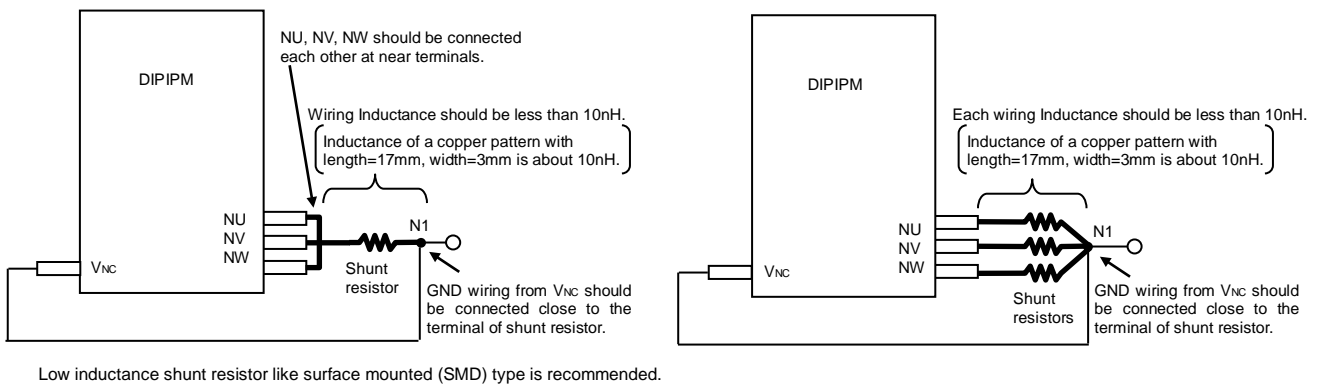 NU, NV, NW should be connected
each other at near terminals.
DIPIPM
Wiring Inductance should be less than 10nH.
Inductance of a copper pattern with
length=17mm, width=3mm is about 10nH.
NU
NV
NW
N1
VNC
Shunt
resistor
GND wiring from VNC should
be connected close to the
terminal of shunt resistor.
DIPIPM
Each wiring Inductance should be less than 10nH.
Inductance of a copper pattern with
length=17mm, width=3mm is about 10nH.
NU
NV
NW
N1
VNC
Shunt
resistors
GND wiring from VNC should
be connected close to the
terminal of shunt resistor.
Low inductance shunt resistor like surface mounted (SMD) type is recommended.